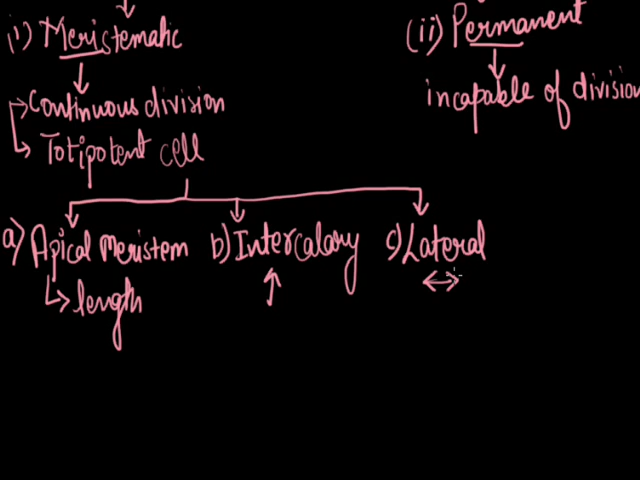 (i) Meristematic
(ii) Permanent
Continuous division
incapable of division
Totipotent cell
a) Apical Meristem b) Intercalary c) Lateral
length